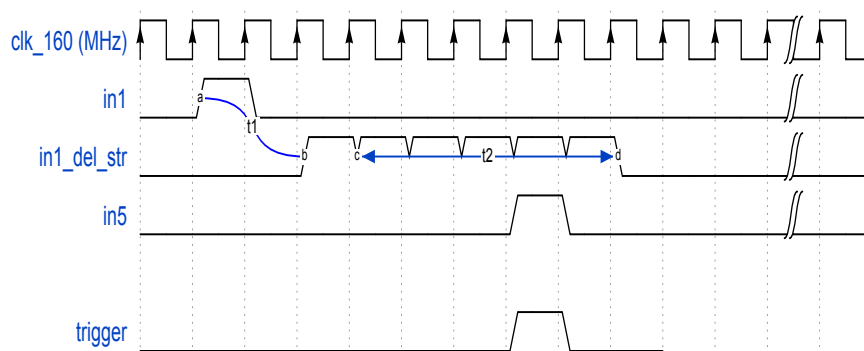 clk_160 (MHz)
in1
a
t1
in1_del_str
b
c
t2
d
in5
trigger